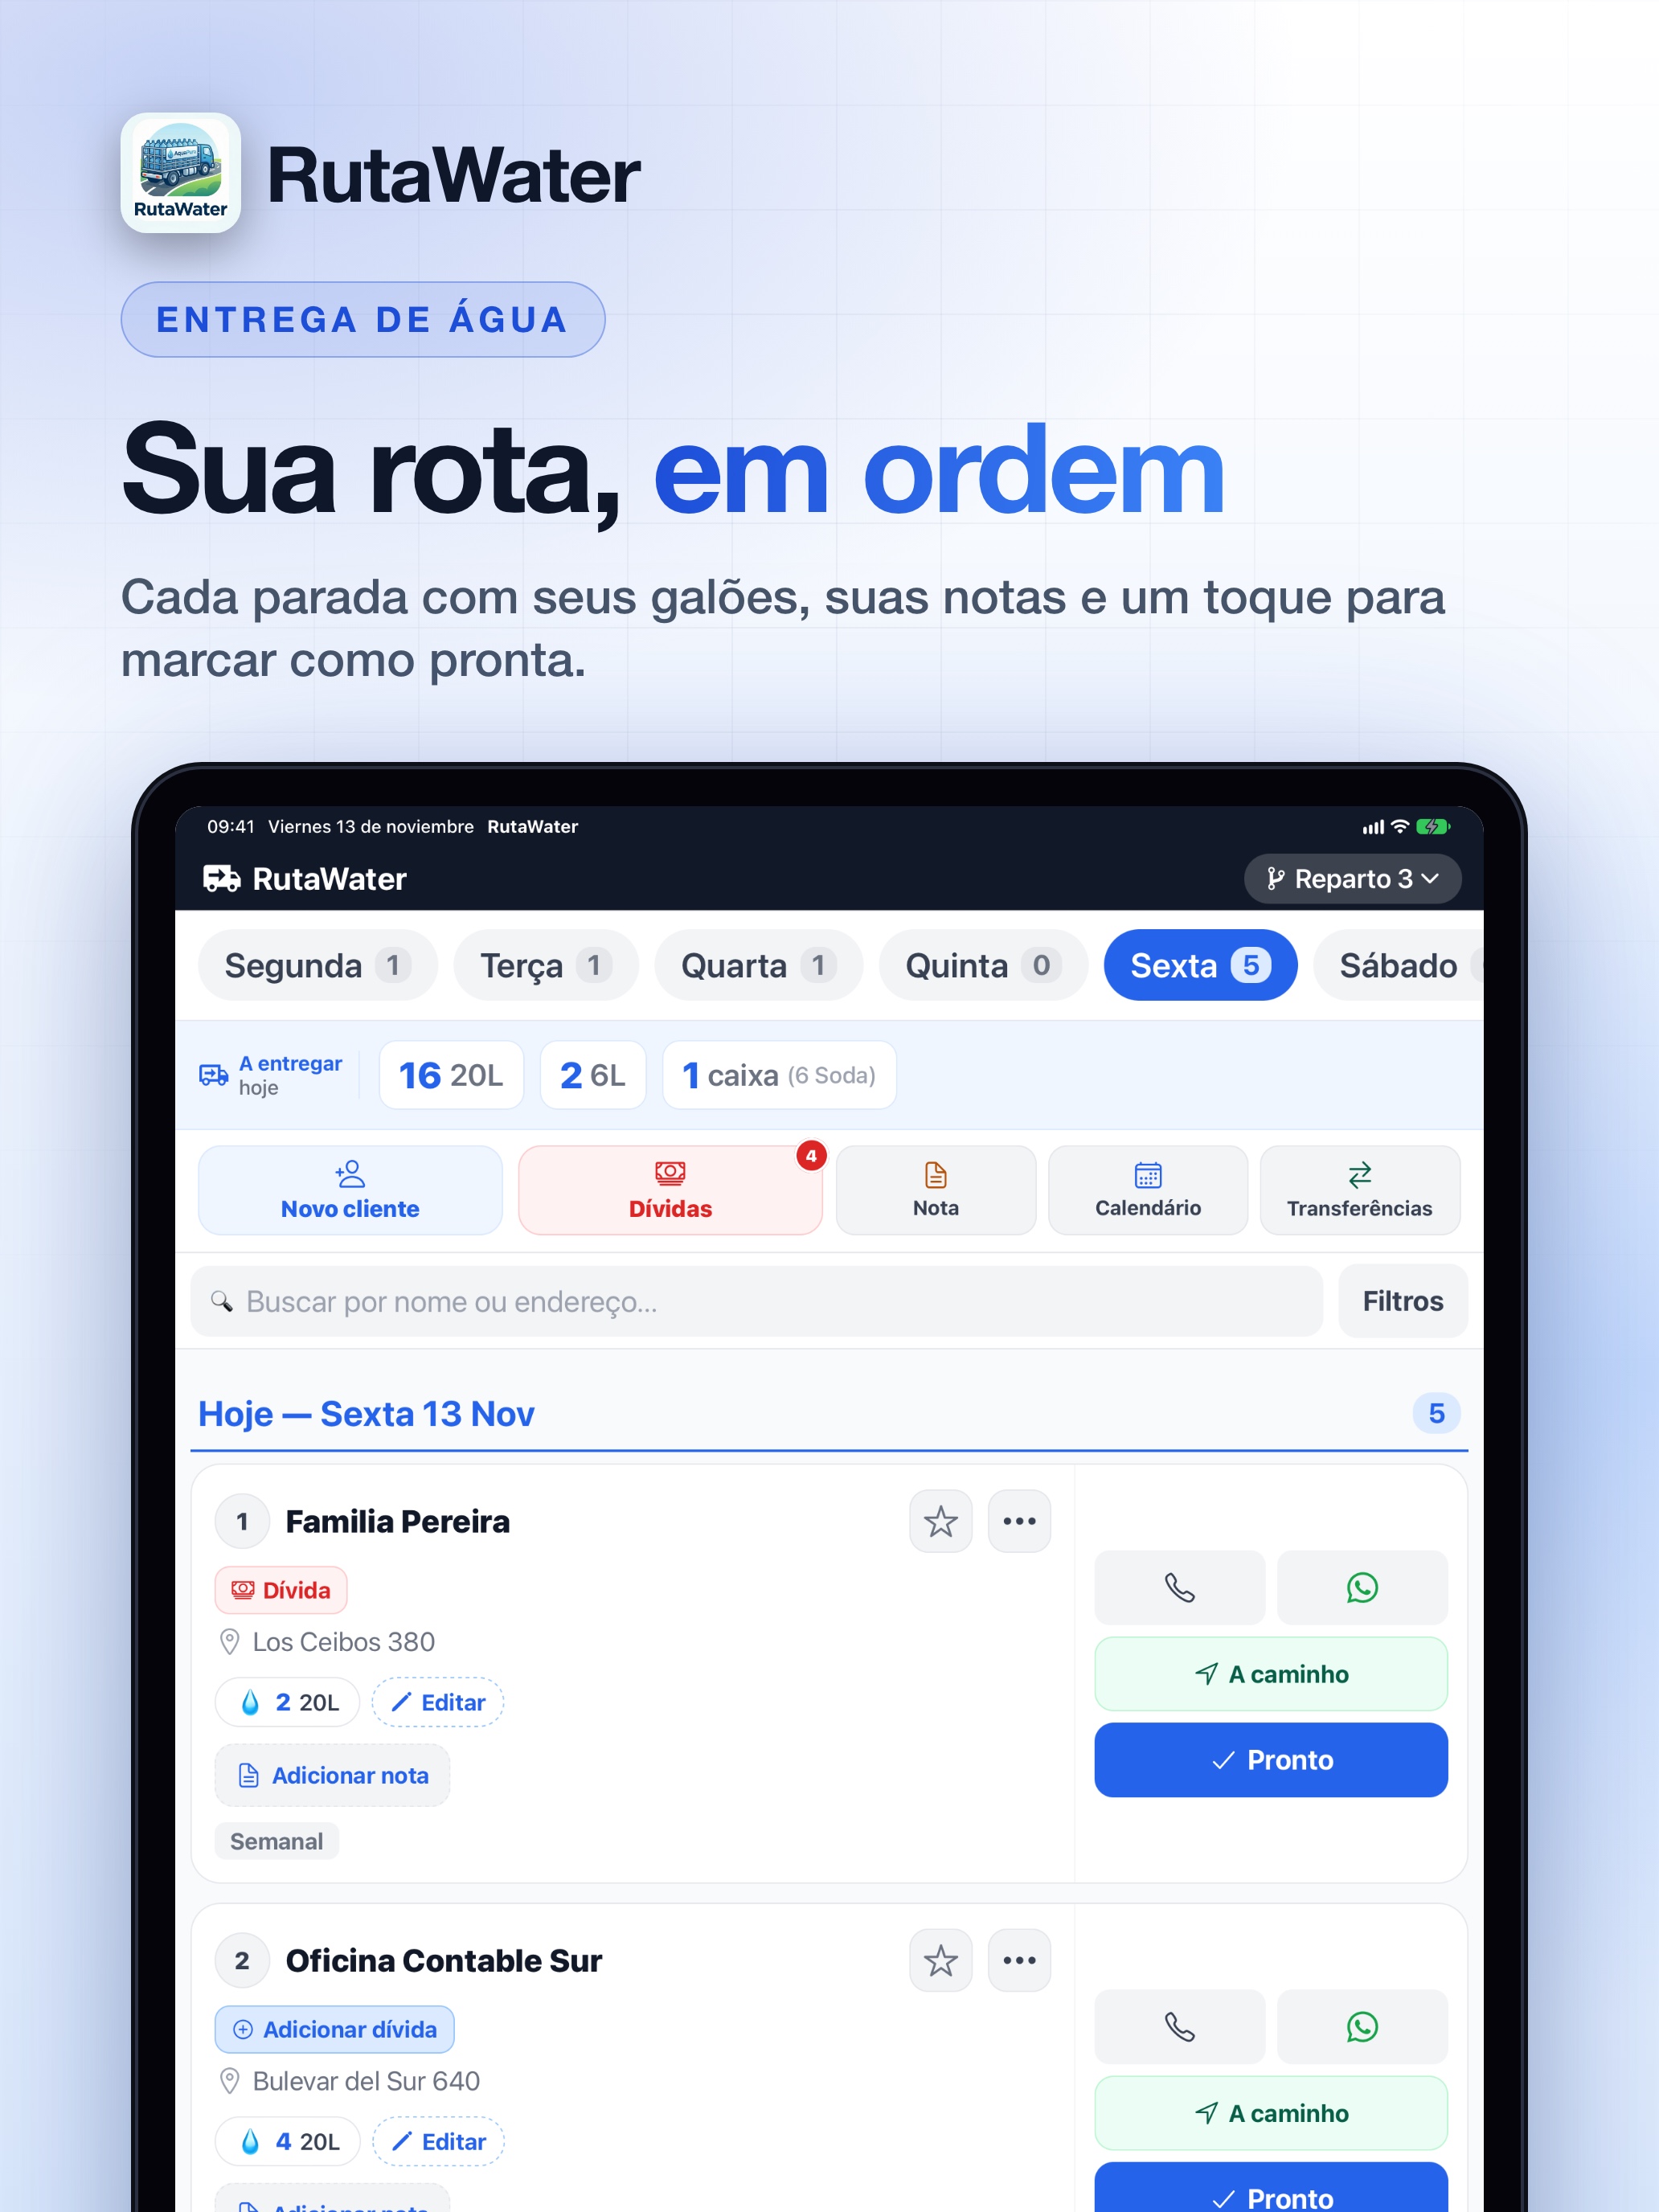 AquaPura
RutaWater
RutaWater
ENTREGA DE ÁGUA
Sua rota, em ordem
Cada parada com seus galões, suas notas e um toque para
marcar como pronta.
09:41 Viernes 13 de noviembre RutaWater
RutaWater
Reparto 3
Segunda 1 Terça 1 Quarta 1 Quinta 0 Sexta 5 Sábado
A entregar
hoje
16 20L 2 6L 1 caixa (6 Soda)
4
Novo cliente Dívidas Nota Calendário Transferências
Buscar por nome ou endereço...
Filtros
Hoje — Sexta 13 Nov 5
1 Familia Pereira
Dívida
Los Ceibos 380
2 20L Editar
Adicionar nota
Semanal
A caminho
Pronto
2 Oficina Contable Sur
Adicionar dívida
Bulevar del Sur 640
4 20L Editar
Adicionar nota
A caminho
Pronto